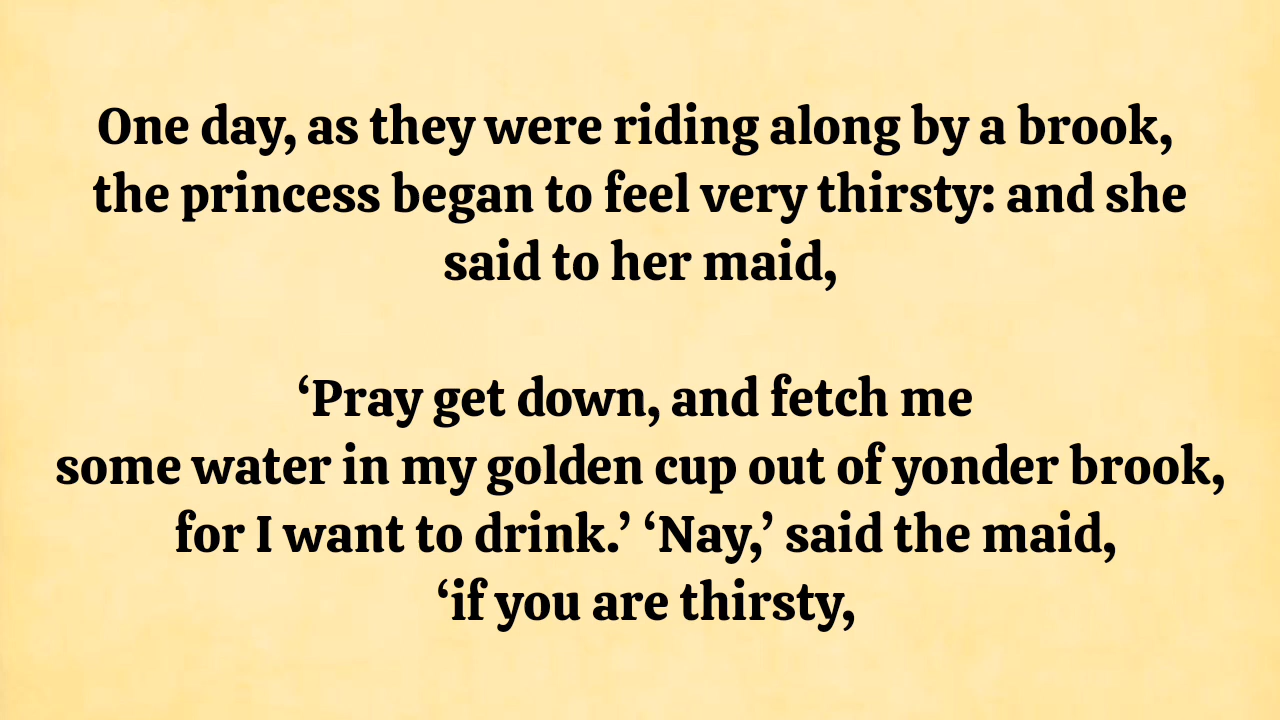 One day, as they were riding along by a brook,
the princess began to feel very thirsty: and she
said to her maid,
‘Pray get down, and fetch me
some water in my golden cup out of yonder brook,
for I want to drink.’ ‘Nay,’ said the maid,
‘if you are thirsty,